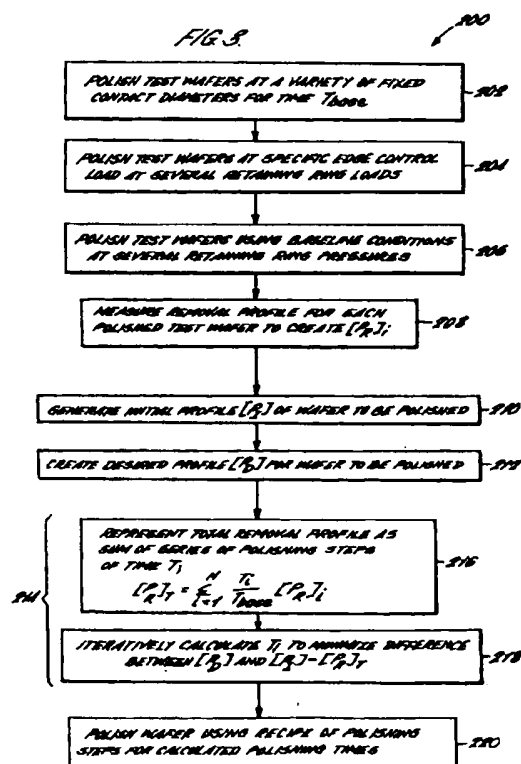 FIG. 3.
200
POLISH TEST WAFERS AT A VARIETY OF FIXED
CONTACT DIAMETERS FOR TIME Tbase
202
POLISH TEST WAFERS AT SPECIFIC EDGE CONTROL
LOAD AT SEVERAL RETAINING RING LOADS
204
POLISH TEST WAFERS USING BASELINE CONDITIONS
AT SEVERAL RETAINING RING PRESSURES
206
MEASURE REMOVAL PROFILE FOR EACH
POLISHED TEST WAFER TO CREATE [PR]i
208
GENERATE INITIAL PROFILE [PI] OF WAFER TO BE POLISHED
210
CREATE DESIRED PROFILE [PD] FOR WAFER TO BE POLISHED
212
214
REPRESENT TOTAL REMOVAL PROFILE AS
SUM OF SERIES OF POLISHING STEPS
OF TIME Ti
[PR]T = Σ i=1 N Ti/Tbase [PR]i
216
ITERATIVELY CALCULATE Ti TO MINIMIZE DIFFERENCE
BETWEEN [PD] AND [PI]-[PR]T
218
POLISH WAFER USING RECIPE OF POLISHING
STEPS FOR CALCULATED POLISHING TIMES
220